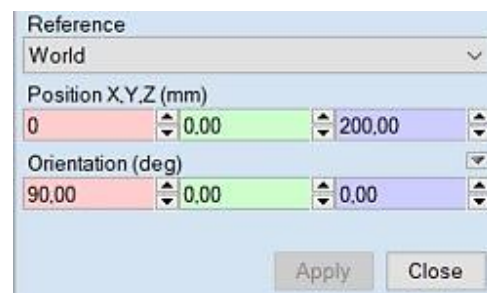 Reference
World
Position X,Y,Z (mm)
0 0,00 200,00
Orientation (deg)
90,00 0,00 0,00
Apply Close